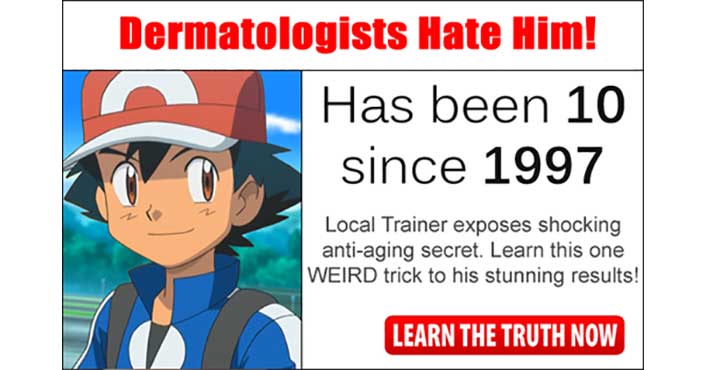 Dermatologists Hate Him!
Has been 10
since 1997
Local Trainer exposes shocking
anti-aging secret. Learn this one
WEIRD trick to his stunning results!
LEARN THE TRUTH NOW